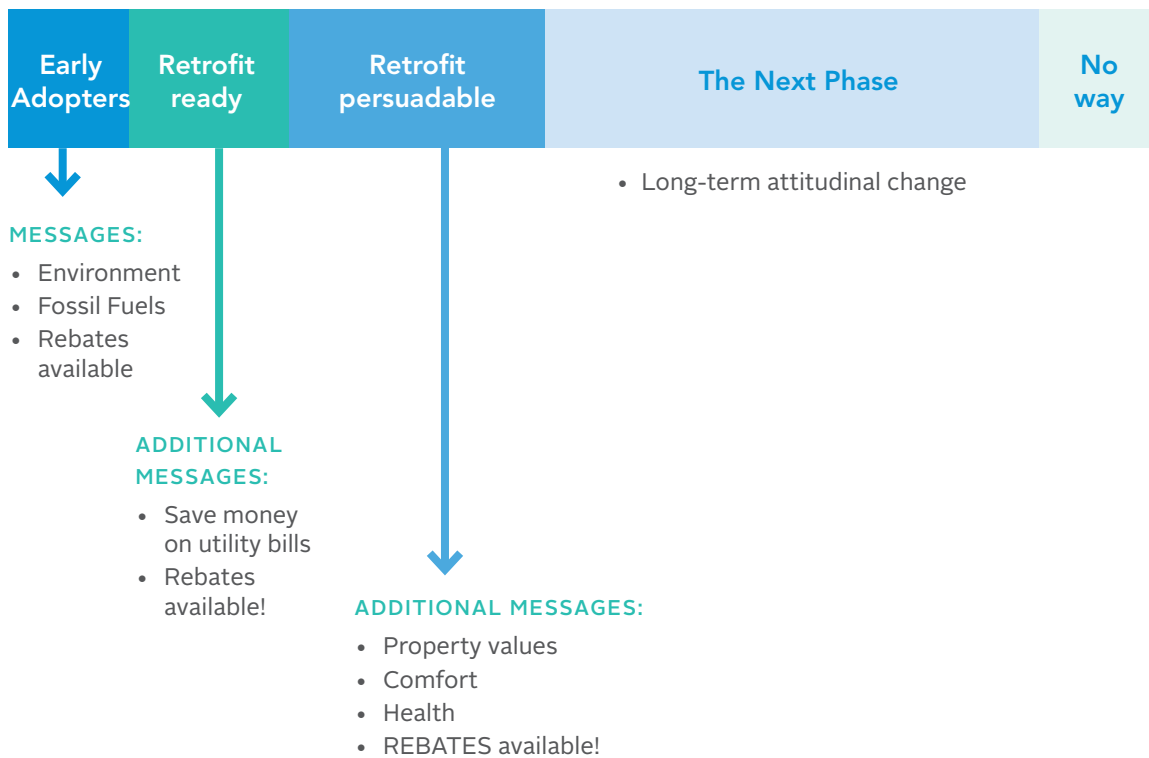 Early
Adopters
Retrofit
ready
Retrofit
persuadable
The Next Phase
No
way
• Long-term attitudinal change
MESSAGES:
• Environment
• Fossil Fuels
• Rebates
available
ADDITIONAL
MESSAGES:
• Save money
on utility bills
• Rebates
available!
ADDITIONAL MESSAGES:
• Property values
• Comfort
• Health
• REBATES available!